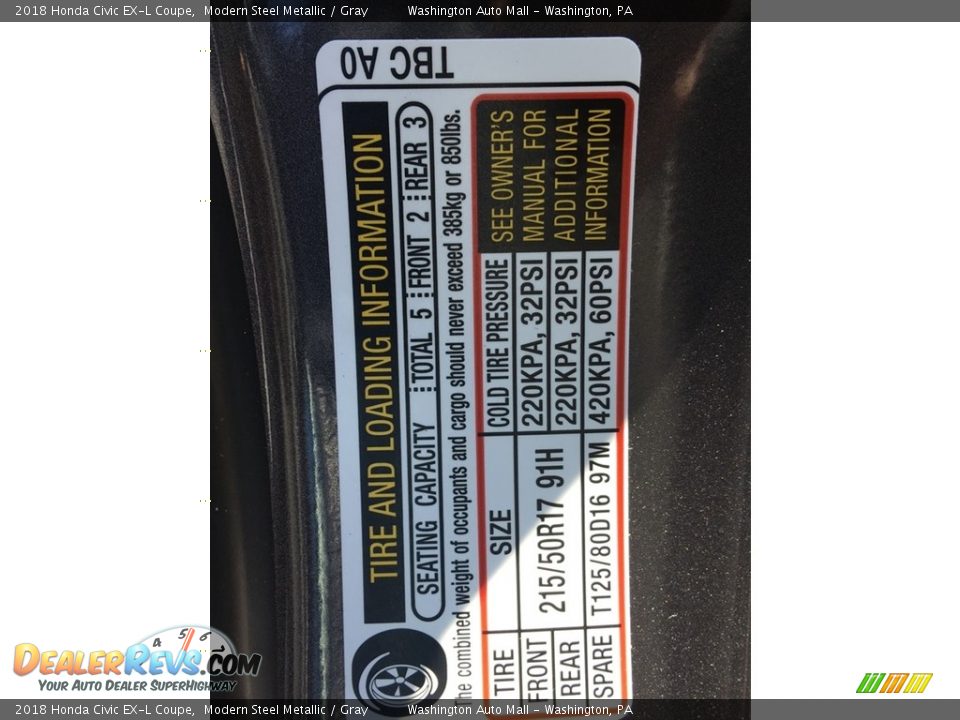 2018 Honda Civic EX-L Coupe, Modern Steel Metallic / Gray Washington Auto Mall - Washington, PA
TBC A0
TIRE AND LOADING INFORMATION
SEATING CAPACITY TOTAL 5 FRONT 2 REAR 3
The combined weight of occupants and cargo should never exceed 385kg or 850lbs.
TIRE SIZE COLD TIRE PRESSURE
FRONT 215/50R17 91H 220KPA, 32PSI
REAR 220KPA, 32PSI
SPARE T125/80D16 97M 420KPA, 60PSI
SEE OWNER'S
MANUAL FOR
ADDITIONAL
INFORMATION
4 5 6
DEALERREVS.COM
YOUR AUTO DEALER SUPERHIGHWAY
2018 Honda Civic EX-L Coupe, Modern Steel Metallic / Gray Washington Auto Mall - Washington, PA